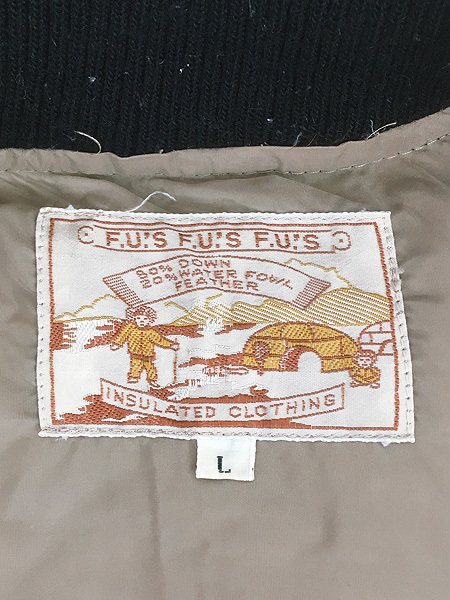 F.U.'S F.U.'S F.U.'S
80% DOWN
20% WATER FOWL
FEATHER
INSULATED CLOTHING
L